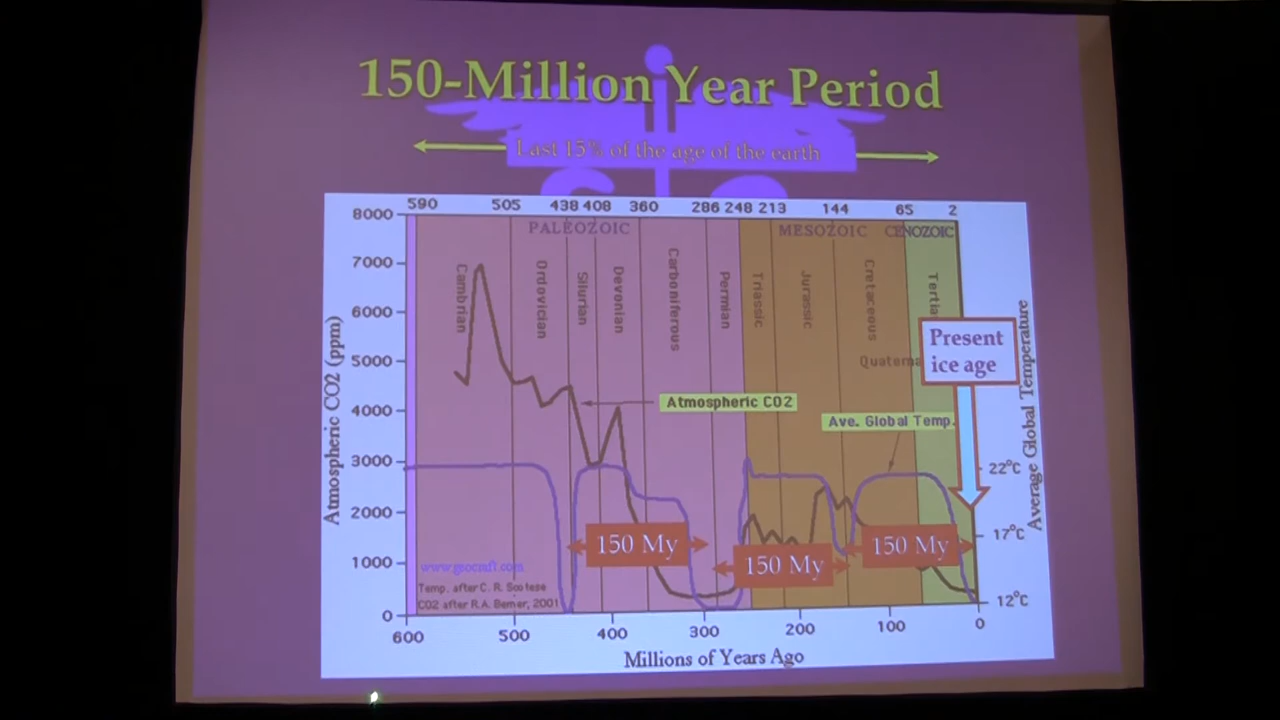 150-Million Year Period
Last 15% of the age of the earth
590 505 438 408 360 286 248 213 144 65 2
8000
7000
6000
5000
4000
3000
2000
1000
0
Atmospheric CO2 (ppm)
PALEOZOIC
MESOZOIC
CENOZOIC
Cambrian
Ordovician
Silurian
Devonian
Carboniferous
Permian
Triassic
Jurassic
Cretaceous
Tertia
Quaterna
Present
ice age
Atmospheric CO2
Ave. Global Temp.
150 My
150 My
150 My
22°C
17°C
12°C
Average Global Temperature
www.geocraft.com
Temp. after C. R. Scotese
CO2 after R.A. Berner, 2001
600 500 400 300 200 100 0
Millions of Years Ago